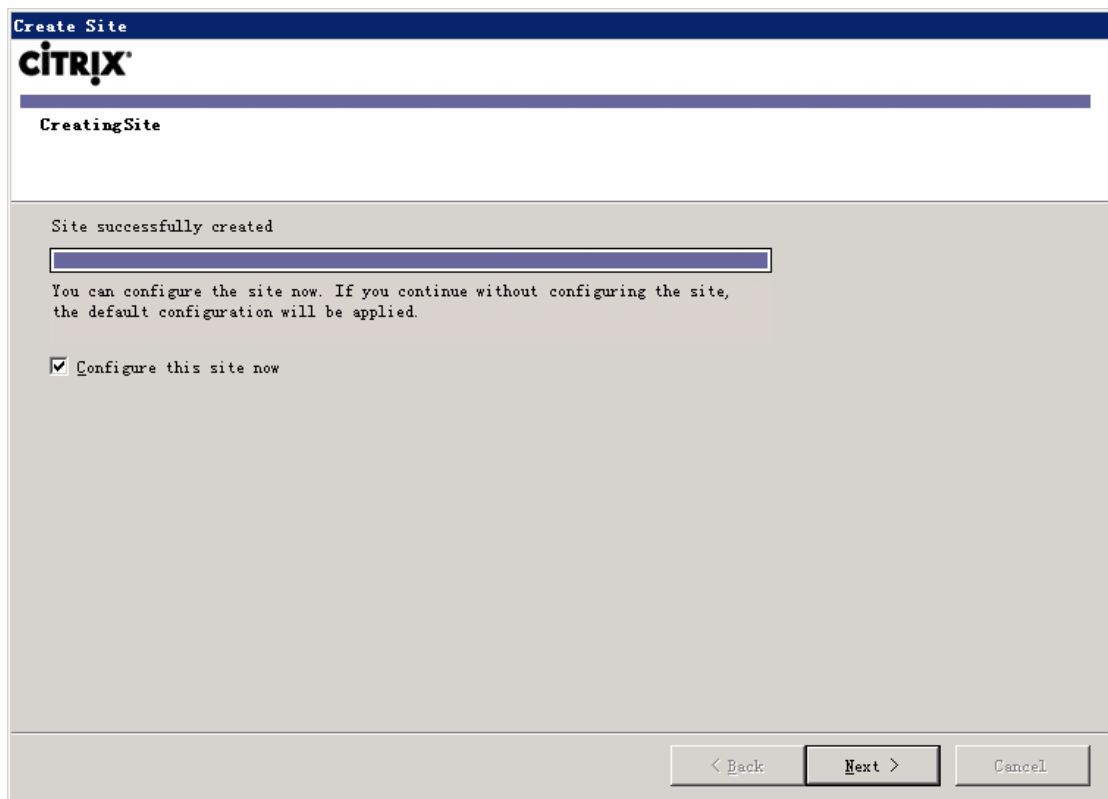 Create Site
CITRIX®
CreatingSite
Site successfully created
You can configure the site now. If you continue without configuring the site,
the default configuration will be applied.
Configure this site now
< Back
Next >
Cancel